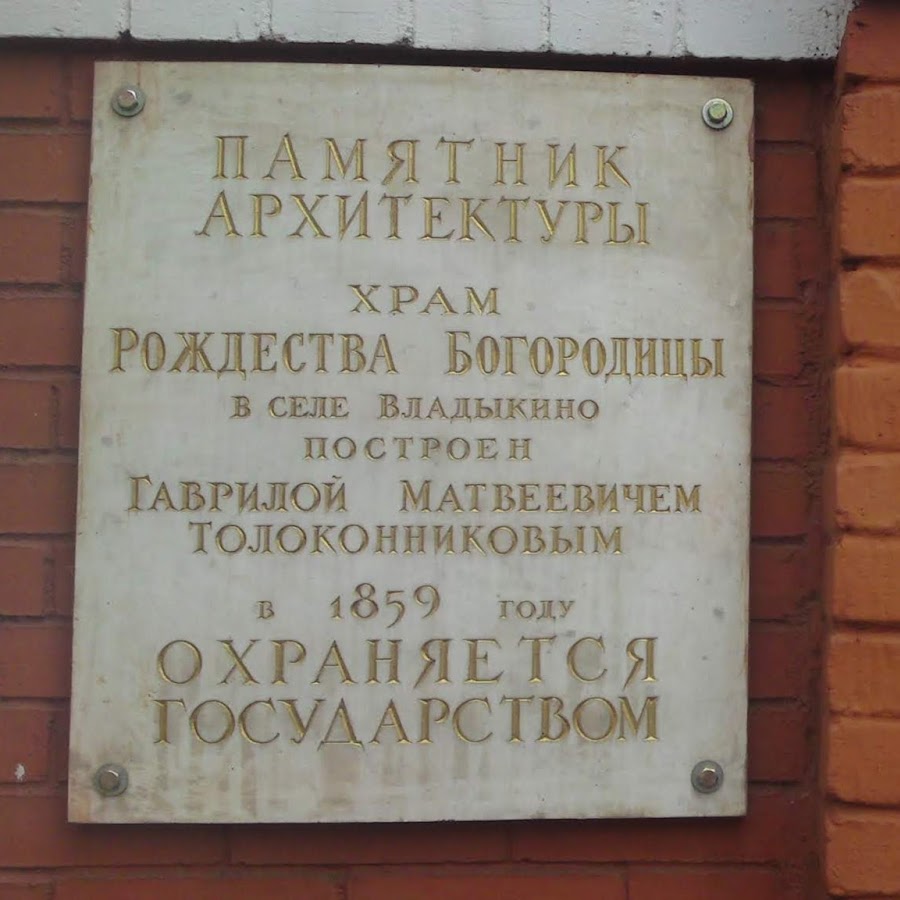 ПАМЯТНИК
АРХИТЕКТУРЫ
ХРАМ
РОЖДЕСТВА БОГОРОДИЦЫ
В СЕЛЕ ВЛАДЫКИНО
ПОСТРОЕН
ГАВРИЛОЙ МАТВЕЕВИЧЕМ
ТОЛОКОННИКОВЫМ
В 1859 ГОДУ
ОХРАНЯЕТСЯ
ГОСУДАРСТВОМ